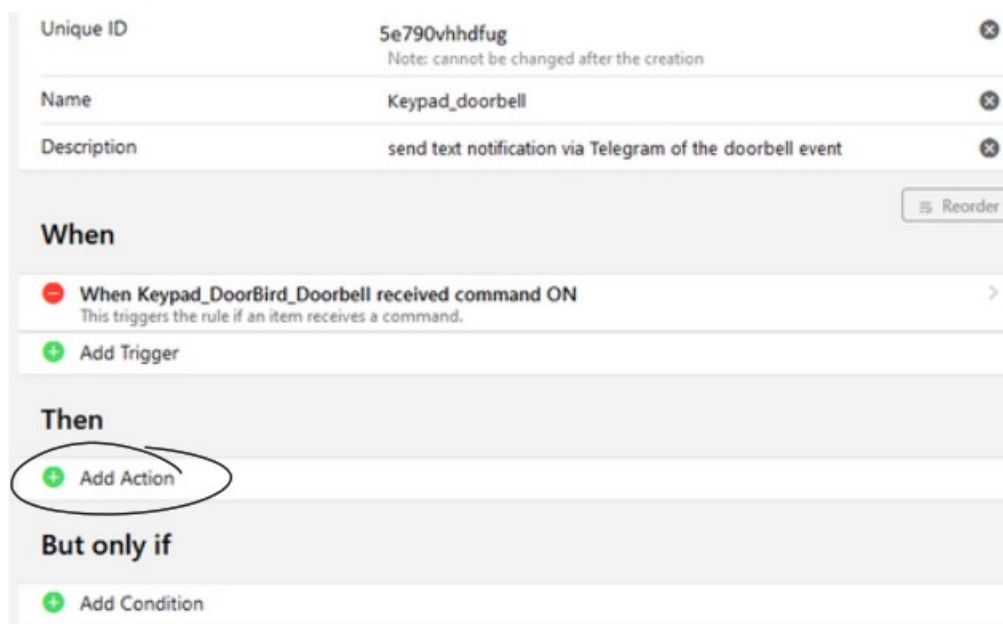 Unique ID
5e790vhhdfug
Note: cannot be changed after the creation
Name
Keypad_doorbell
Description
send text notification via Telegram of the doorbell event
Reorder
When
When Keypad_DoorBird_Doorbell received command ON
This triggers the rule if an item receives a command.
Add Trigger
Then
Add Action
But only if
Add Condition